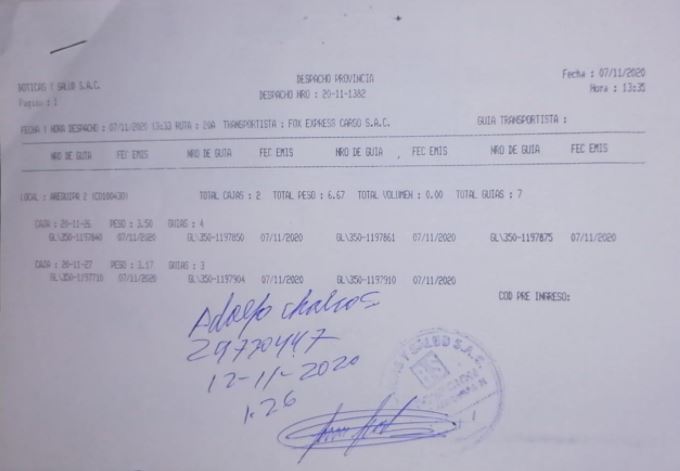 DESPACHO PROVINCIA Fecha : 07/11/2020
BOTICAS Y SALUD S.A.C. DESPACHO NRO : 20-11-1382 Hora : 13:35
Pagina : 1
FECHA Y HORA DESPACHO : 07/11/2020 13:33 RUTA : 20A TRANSPORTISTA : FOX EXPRESS CARGO S.A.C. GUIA TRANSPORTISTA :
NRO DE GUIA FEC EMIS NRO DE GUIA FEC EMIS NRO DE GUIA FEC EMIS NRO DE GUIA FEC EMIS
LOCAL : AREQUIPA 2 (CD100430) TOTAL CAJAS : 2 TOTAL PESO : 6.67 TOTAL VOLUMEN : 0.00 TOTAL GUIAS : 7
CAJA : 20-11-26 PESO : 3.50 GUIAS : 4
GL\350-1197840 07/11/2020 GL\350-1197850 07/11/2020 GL\350-1197861 07/11/2020 GL\350-1197875 07/11/2020
CAJA : 20-11-27 PESO : 3.17 GUIAS : 3
GL\350-1197710 07/11/2020 GL\350-1197904 07/11/2020 GL\350-1197910 07/11/2020
COD PRE INGRESO:
Adolfo
29730447
12-11-2020
1:26
Y SALUD S.A.C.
BS